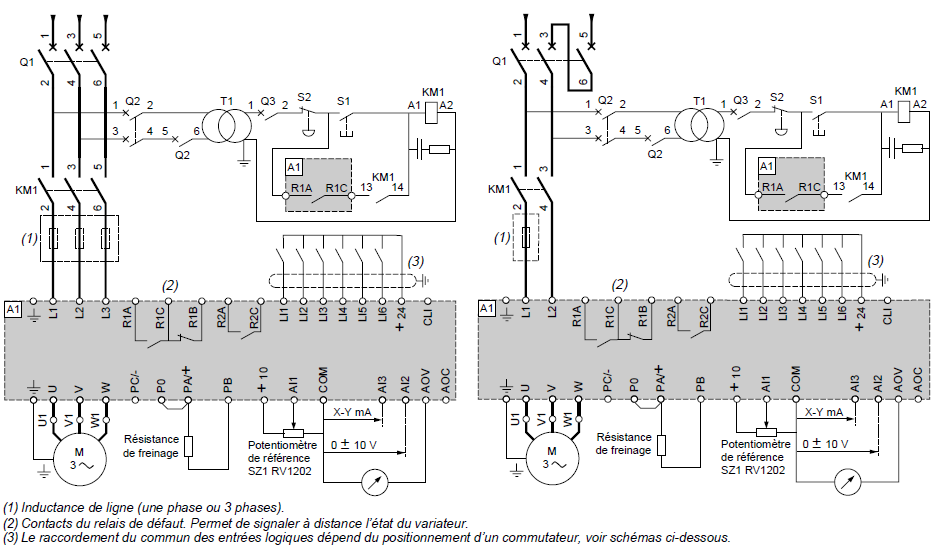 1 3 5
Q1
2 4 6
1 Q2 2
3 4 5 6
Q2
T1
Q3
1 2
S2
S1
KM1
A1 A2
A1
R1A R1C
KM1
13 14
1 3 5
KM1
2 4 6
(1)
(2)
(3)
A1
L1 L2 L3
R1A R1C R1B R2A R2C
LI1 LI2 LI3 LI4 LI5 LI6 + 24 CLI
U V W PC/- P0 PA/+ PB + 10 AI1 COM AI3 AI2 AOV AOC
U1 V1 W1
M
3
Résistance
de freinage
Potentiomètre
de référence
SZ1 RV1202
X-Y mA
0 ± 10 V
1 3 5
Q1
2 4 6
1 Q2 2
3 4 5 6
Q2
T1
Q3
1 2
S2
S1
KM1
A1 A2
A1
R1A R1C
KM1
13 14
1 3
KM1
2 4
(1)
(2)
(3)
A1
L1 L2
R1A R1C R1B R2A R2C
LI1 LI2 LI3 LI4 LI5 LI6 + 24 CLI
U V W PC/- P0 PA/+ PB + 10 AI1 COM AI3 AI2 AOV AOC
U1 V1 W1
M
3
Résistance
de freinage
Potentiomètre
de référence
SZ1 RV1202
X-Y mA
0 ± 10 V
(1) Inductance de ligne (une phase ou 3 phases).
(2) Contacts du relais de défaut. Permet de signaler à distance l'état du variateur.
(3) Le raccordement du commun des entrées logiques dépend du positionnement d'un commutateur, voir schémas ci-dessous.